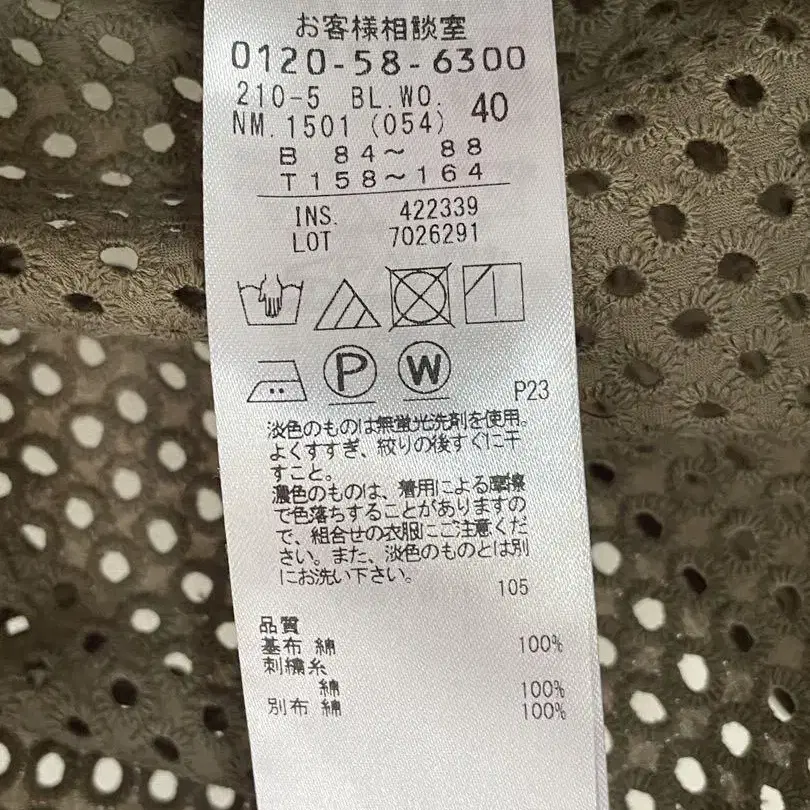 お客様相談室
0120-58-6300
210-5 BL.WO. 40
NM.1501 (054)
B 84～ 88
T158～164
INS. 422339
LOT 7026291
P W
P23
淡色のものは無蛍光洗剤を使用。
よくすすぎ、絞りの後すぐに干
すこと。
濃色のものは、着用による摩擦
で色落ちすることがありますの
で、組合せの衣服にご注意くだ
さい。また、淡色のものとは別
にお洗い下さい。
105
品質
基布 綿 100%
刺繍糸
綿 100%
別布 綿 100%